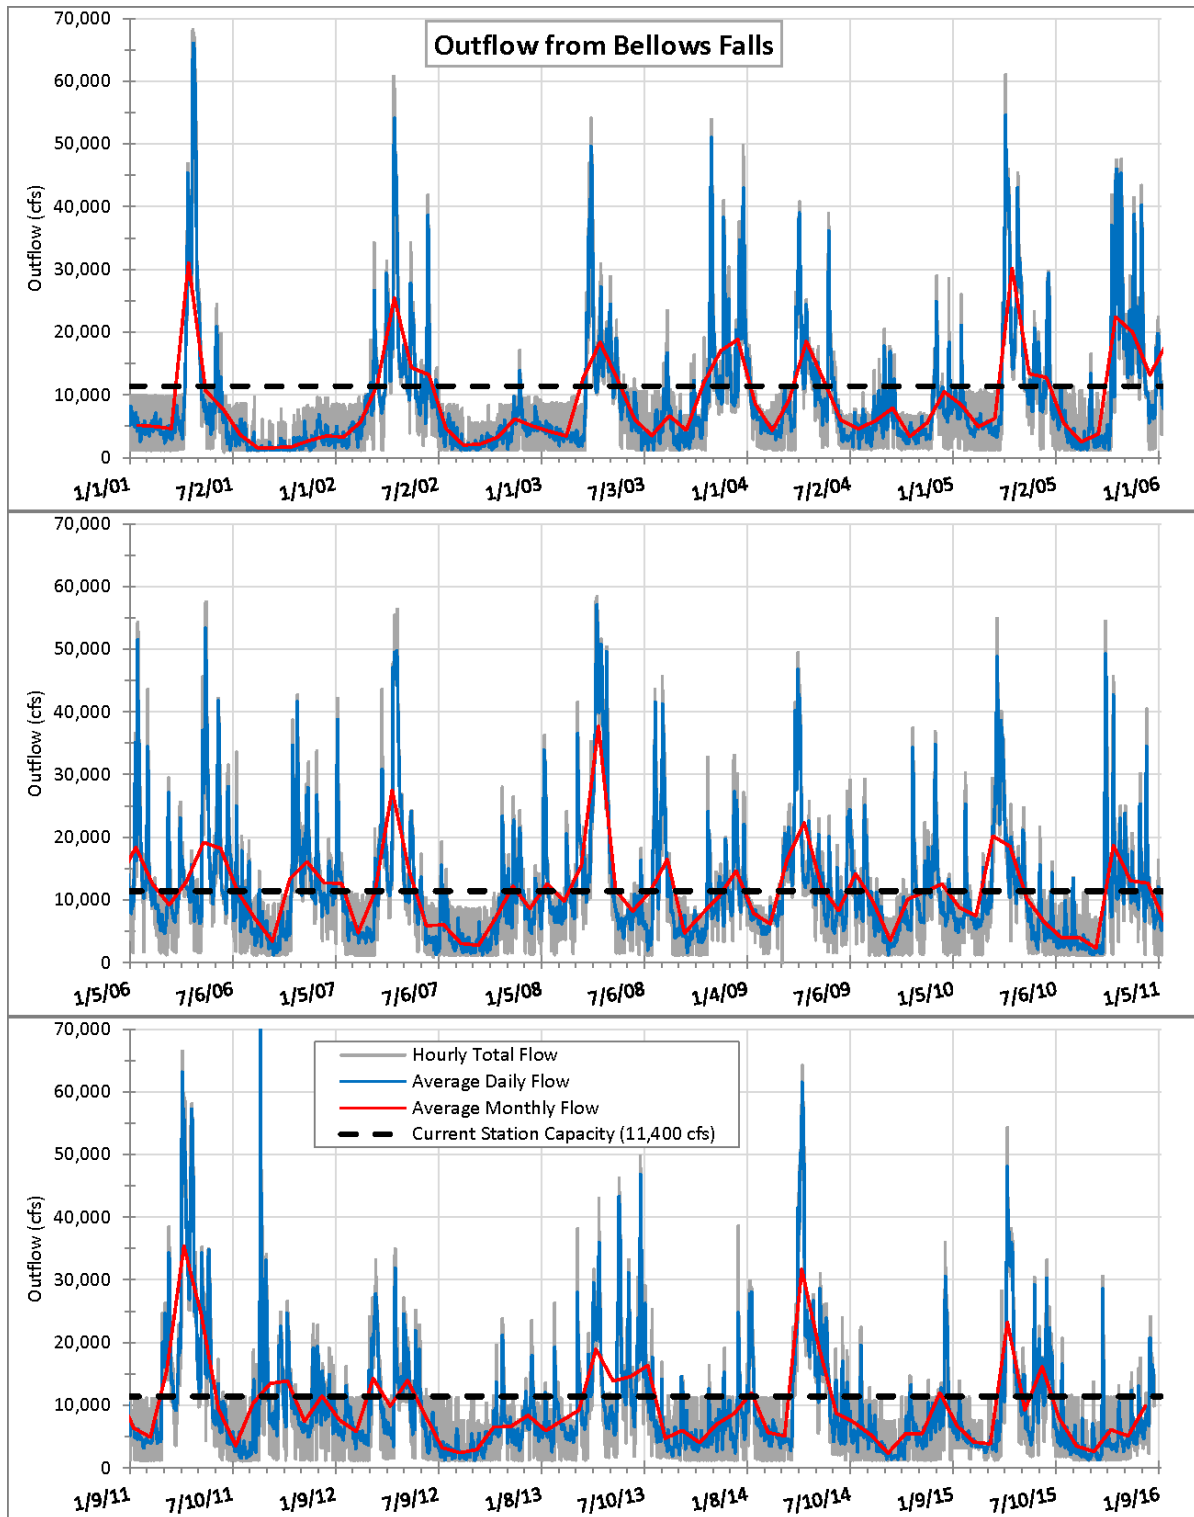 Outflow from Bellows Falls
70,000
60,000
50,000
40,000
30,000
20,000
10,000
0
Outflow (cfs)
1/1/01 7/2/01 1/1/02 7/2/02 1/1/03 7/3/03 1/1/04 7/2/04 1/1/05 7/2/05 1/1/06
70,000
60,000
50,000
40,000
30,000
20,000
10,000
0
Outflow (cfs)
1/5/06 7/6/06 1/5/07 7/6/07 1/5/08 7/6/08 1/4/09 7/6/09 1/5/10 7/6/10 1/5/11
70,000
60,000
50,000
40,000
30,000
20,000
10,000
0
Outflow (cfs)
Hourly Total Flow
Average Daily Flow
Average Monthly Flow
Current Station Capacity (11,400 cfs)
1/9/11 7/10/11 1/9/12 7/9/12 1/8/13 7/10/13 1/8/14 7/10/14 1/9/15 7/10/15 1/9/16